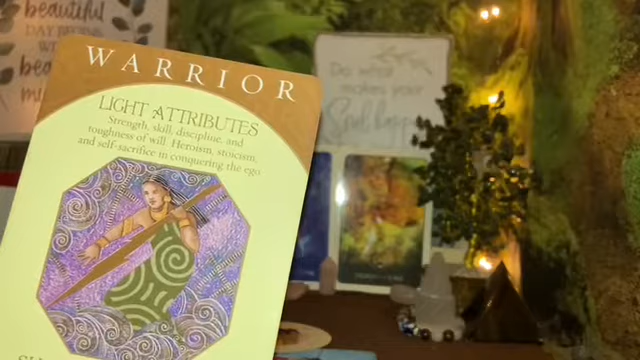 beautiful
beau
WARRIOR
LIGHT ATTRIBUTES
Strength, skill, discipline, and
toughness of will. Heroism, stoicism,
and self-sacrifice in conquering the ego
Do what
makes your
Soul happy